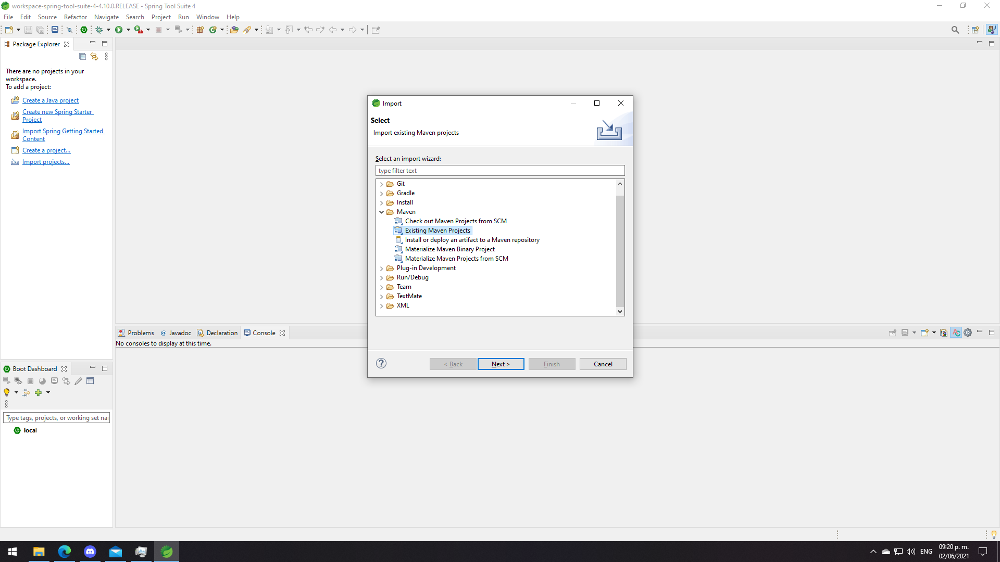 workspace-spring-tool-suite-4-4.10.0.RELEASE - Spring Tool Suite 4
File Edit Source Refactor Navigate Search Project Run Window Help
Package Explorer
There are no projects in your
workspace.
To add a project:
Create a Java project
Create new Spring Starter
Project
Import Spring Getting Started
Content
Create a project...
Import projects...
Import
Select
Import existing Maven projects
Select an import wizard:
type filter text
Git
Gradle
Install
Maven
Check out Maven Projects from SCM
Existing Maven Projects
Install or deploy an artifact to a Maven repository
Materialize Maven Binary Project
Materialize Maven Projects from SCM
Plug-in Development
Run/Debug
Team
TextMate
XML
< Back Next > Finish Cancel
Problems @ Javadoc Declaration Console
No consoles to display at this time.
Boot Dashboard
Type tags, projects, or working set nar
local
ENG
09:20 p. m.
02/06/2021